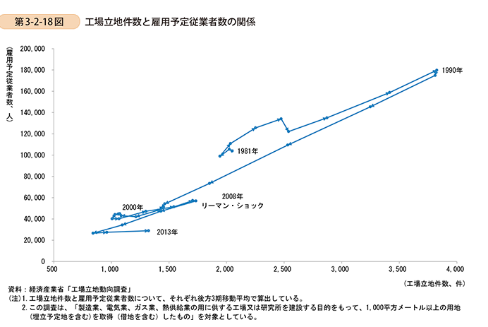 第3-2-18図 工場立地件数と雇用予定従業者数の関係
(雇用予定従業者数、人)
200,000
180,000
160,000
140,000
120,000
100,000
80,000
60,000
40,000
20,000
0
1990年
1981年
2000年
2008年
リーマン・ショック
2013年
500 1,000 1,500 2,000 2,500 3,000 3,500 4,000
(工場立地件数、件)
資料:経済産業省「工場立地動向調査」
(注)1.工場立地件数と雇用予定従業者数について、それぞれ後方3期移動平均で算出している。
2.この調査は、「製造業、電気業、ガス業、熱供給業の用に供する工場又は研究所を建設する目的をもって、1,000平方メートル以上の用地
(埋立予定地を含む)を取得(借地を含む)したもの」を対象としている。